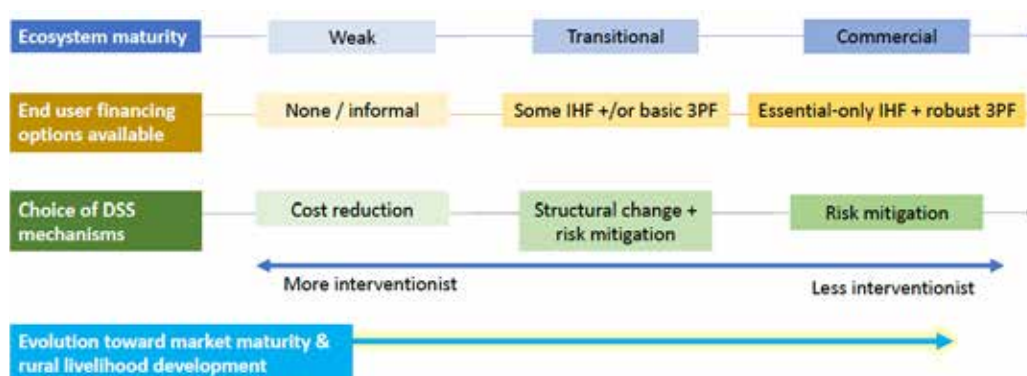 Ecosystem maturity
Weak
Transitional
Commercial
End user financing
options available
None / informal
Some IHF +/or basic 3PF
Essential-only IHF + robust 3PF
Choice of DSS
mechanisms
Cost reduction
Structural change +
risk mitigation
Risk mitigation
More interventionist
Less interventionist
Evolution toward market maturity &
rural livelihood development